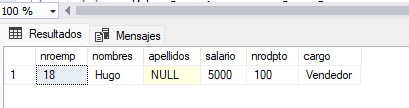 100 %
Resultados Mensajes
nroemp nombres apellidos salario nrodpto cargo
1 18 Hugo NULL 5000 100 Vendedor